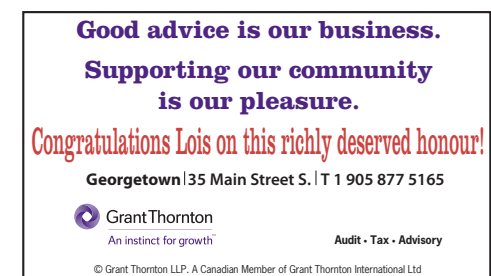 Good advice is our business.
Supporting our community
is our pleasure.
Congratulations Lois on this richly deserved honour!
Georgetown|35 Main Street S.|T 1 905 877 5165
Grant Thornton
An instinct for growth™
Audit • Tax • Advisory
© Grant Thornton LLP. A Canadian Member of Grant Thornton International Ltd